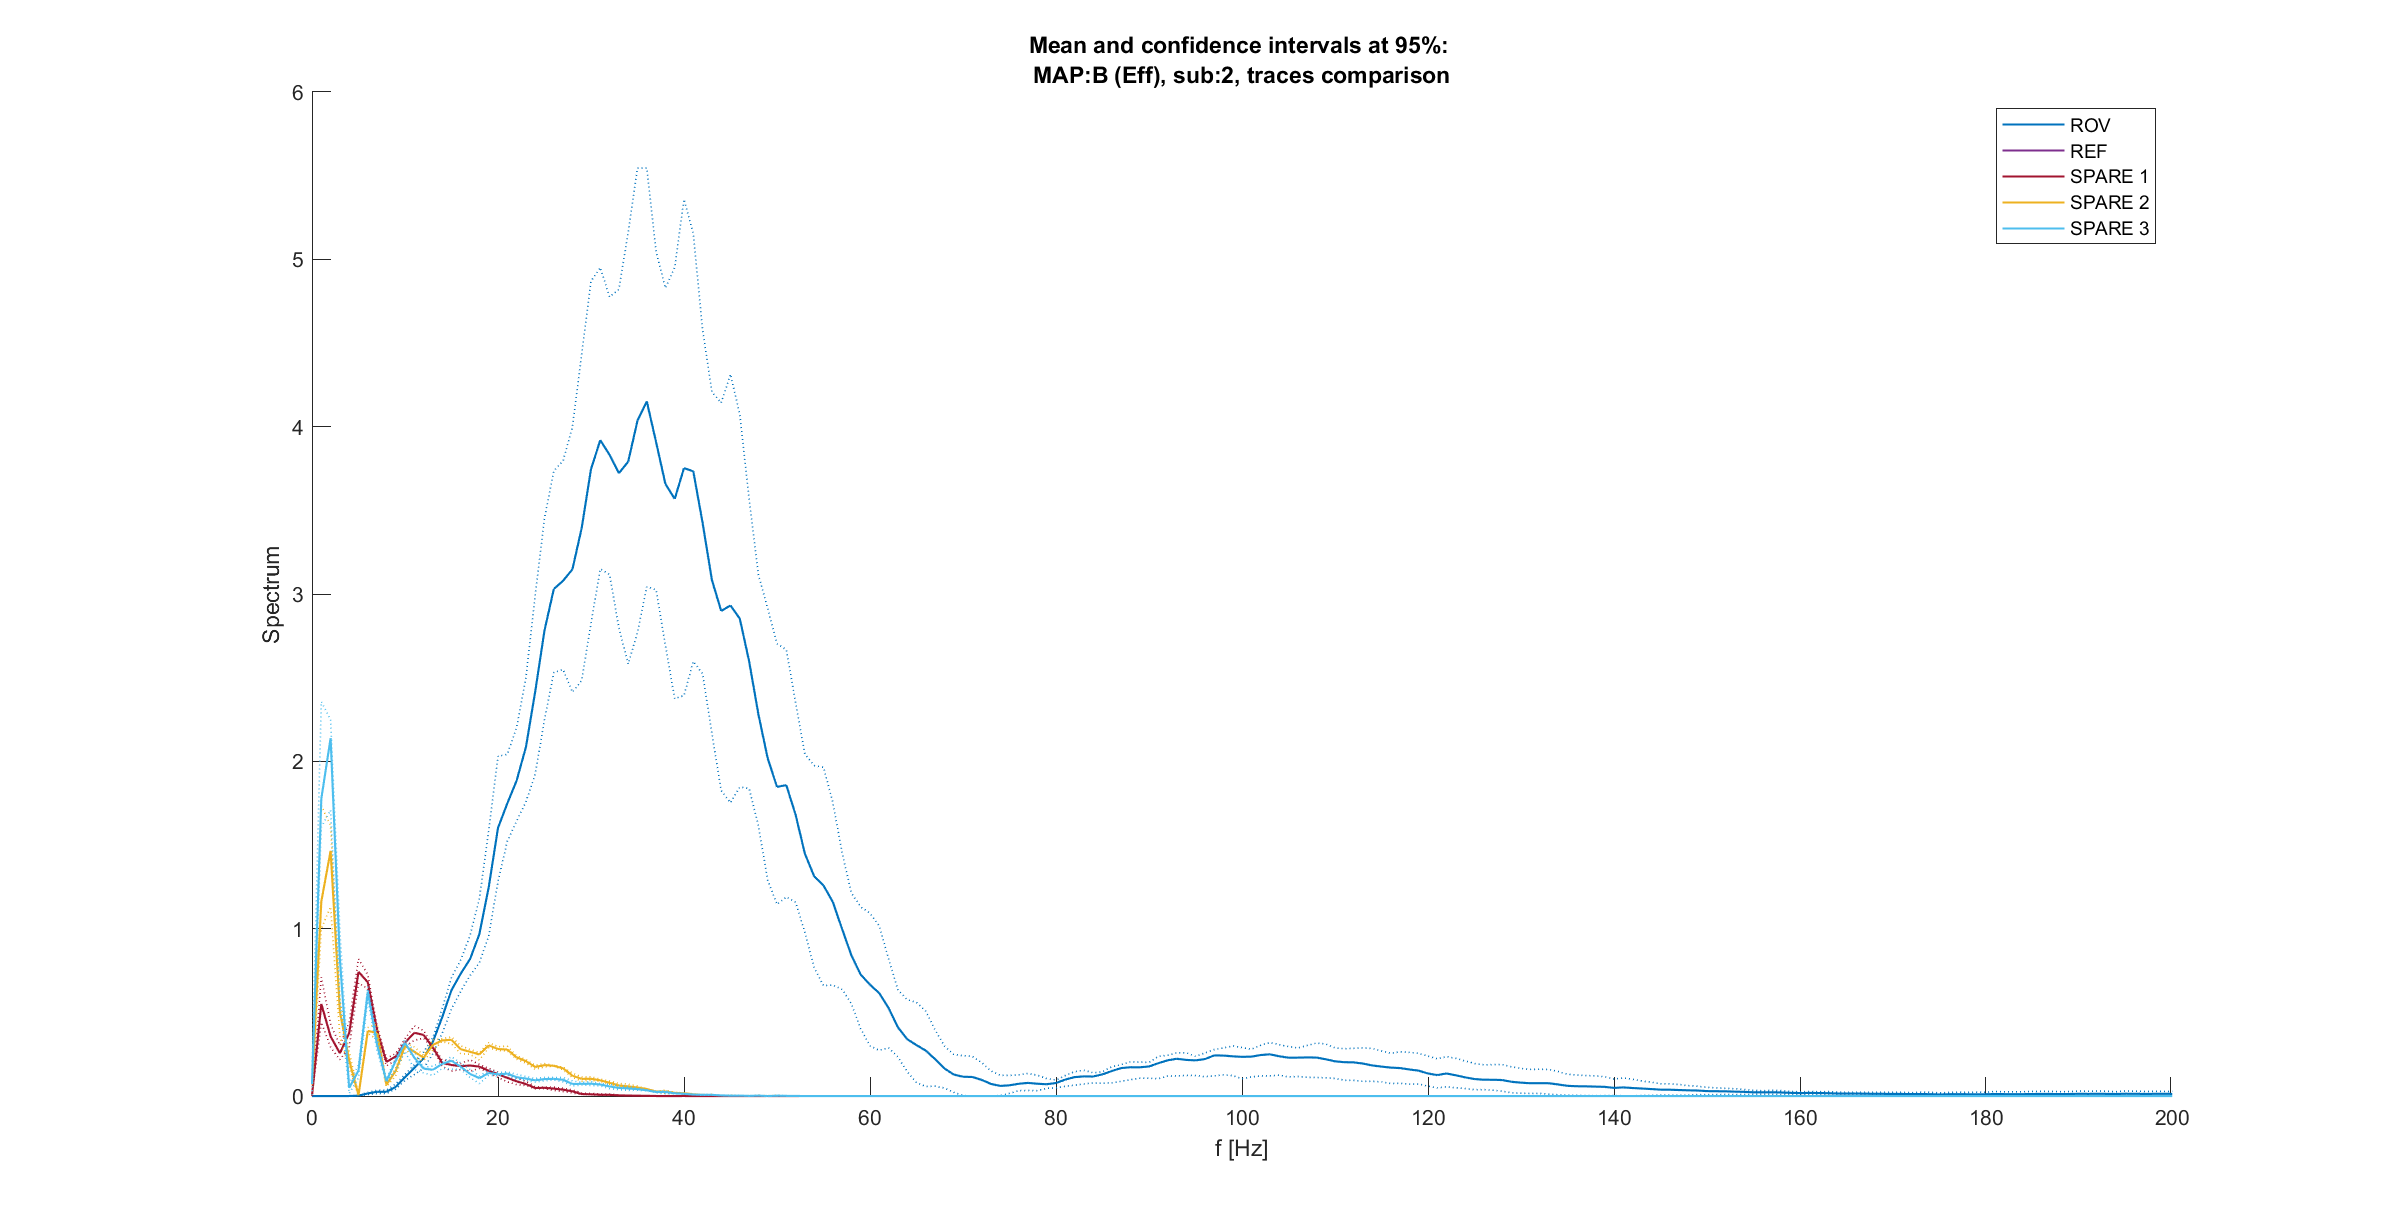 Mean and confidence intervals at 95%:
MAP:B (Eff), sub:2, traces comparison
ROV
REF
SPARE 1
SPARE 2
SPARE 3
6
5
4
3
2
1
0
Spectrum
0 20 40 60 80 100 120 140 160 180 200
f [Hz]